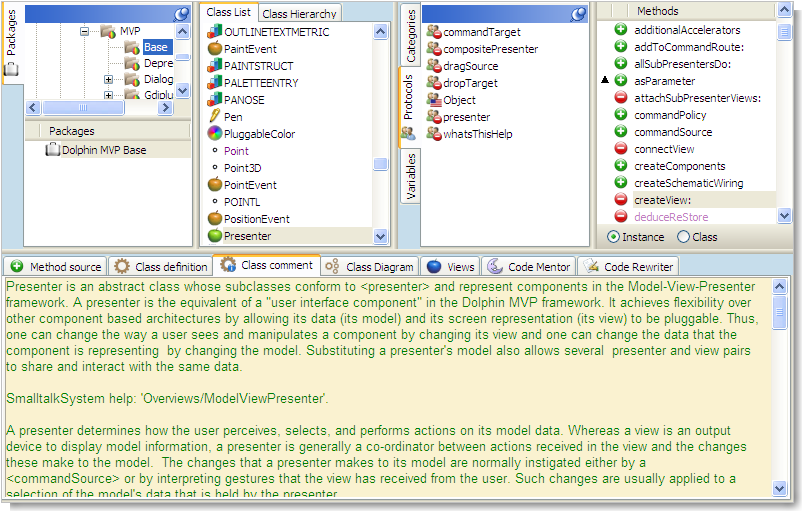 Packages
MVP
Base
Depre
Dialog
Gdiplu
Packages
Dolphin MVP Base
Class List
Class Hierarchy
OUTLINETEXTMETRIC
PaintEvent
PAINTSTRUCT
PALETTEENTRY
PANOSE
Pen
PluggableColor
Point
Point3D
PointEvent
POINTL
PositionEvent
Presenter
Categories
Protocols
Variables
commandTarget
compositePresenter
dragSource
dropTarget
Object
presenter
whatsThisHelp
Methods
additionalAccelerators
addToCommandRoute:
allSubPresentersDo:
asParameter
attachSubPresenterViews:
commandPolicy
commandSource
connectView
createComponents
createSchematicWiring
createView:
deduceReStore
Instance
Class
Method source
Class definition
Class comment
Class Diagram
Views
Code Mentor
Code Rewriter
Presenter is an abstract class whose subclasses conform to <presenter> and represent components in the Model-View-Presenter
framework. A presenter is the equivalent of a "user interface component" in the Dolphin MVP framework. It achieves flexibility over
other component based architectures by allowing its data (its model) and its screen representation (its view) to be pluggable. Thus,
one can change the way a user sees and manipulates a component by changing its view and one can change the data that the
component is representing  by changing the model. Substituting a presenter's model also allows several  presenter and view pairs
to share and interact with the same data.
SmalltalkSystem help: 'Overviews/ModelViewPresenter'.
A presenter determines how the user perceives, selects, and performs actions on its model data. Whereas a view is an output
device to display model information, a presenter is generally a co-ordinator between actions received in the view and the changes
these make to the model.  The changes that a presenter makes to its model are normally instigated either by a
<commandSource> or by interpreting gestures that the view has received from the user. Such changes are usually applied to a
selection of the model's data that is held by the presenter.